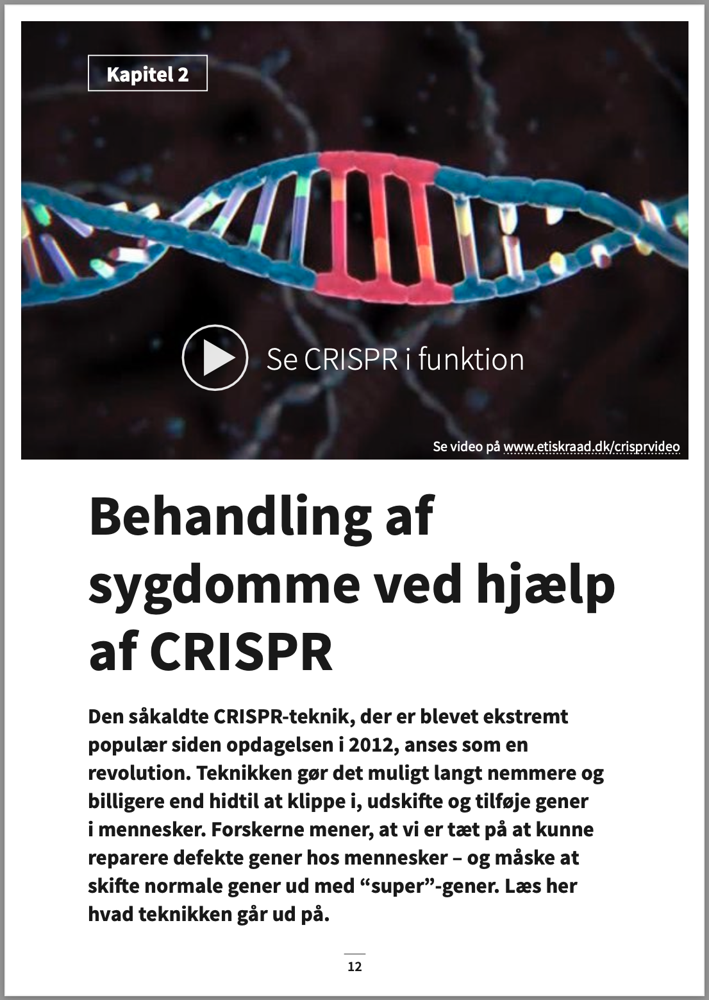 Kapitel 2
Se CRISPR i funktion
Se video på www.etiskraad.dk/crisprvideo
Behandling af
sygdomme ved hjælp
af CRISPR
Den såkaldte CRISPR-teknik, der er blevet ekstremt
populær siden opdagelsen i 2012, anses som en
revolution. Teknikken gør det muligt langt nemmere og
billigere end hidtil at klippe i, udskifte og tilføje gener
i mennesker. Forskerne mener, at vi er tæt på at kunne
reparere defekte gener hos mennesker – og måske at
skifte normale gener ud med “super”-gener. Læs her
hvad teknikken går ud på.
12